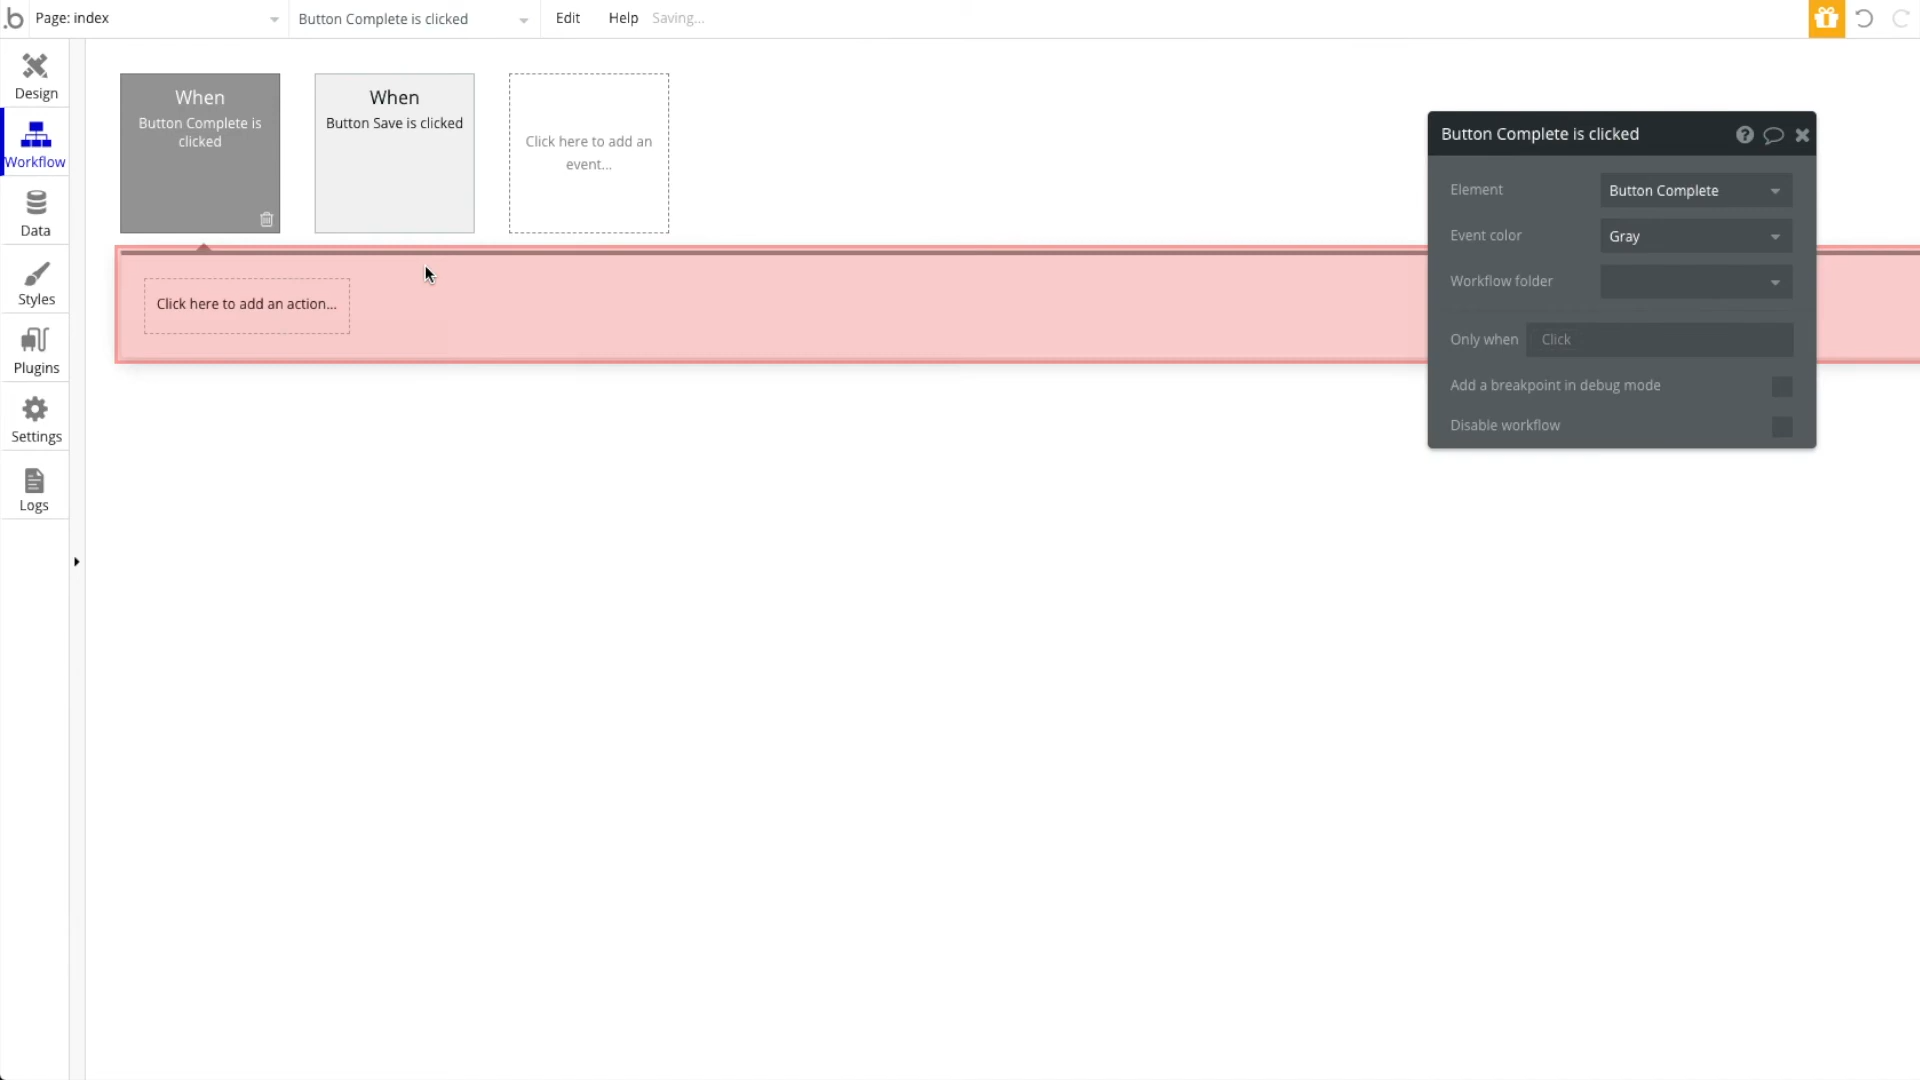 .b Page: index Button Complete is clicked Edit Help Saving...
Design
Workflow
Data
Styles
Plugins
Settings
Logs
When
Button Complete is
clicked
When
Button Save is clicked
Click here to add an
event...
Click here to add an action...
Button Complete is clicked
Element Button Complete
Event color Gray
Workflow folder
Only when Click
Add a breakpoint in debug mode
Disable workflow